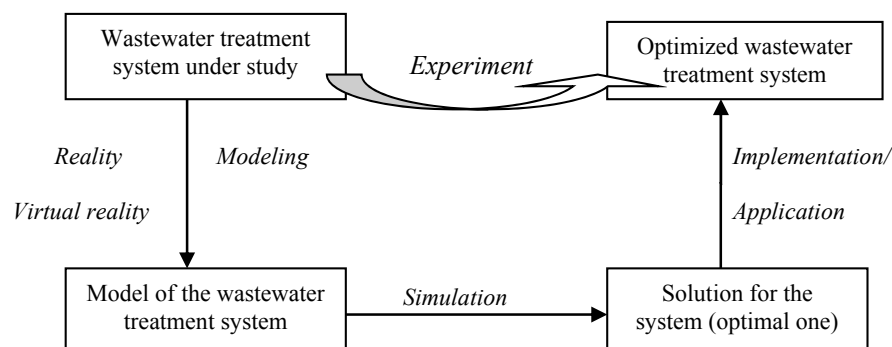 Wastewater treatment
system under study
Experiment
Optimized wastewater
treatment system
Reality
Modeling
Implementation/
Virtual reality
Application
Model of the wastewater
treatment system
Simulation
Solution for the
system (optimal one)